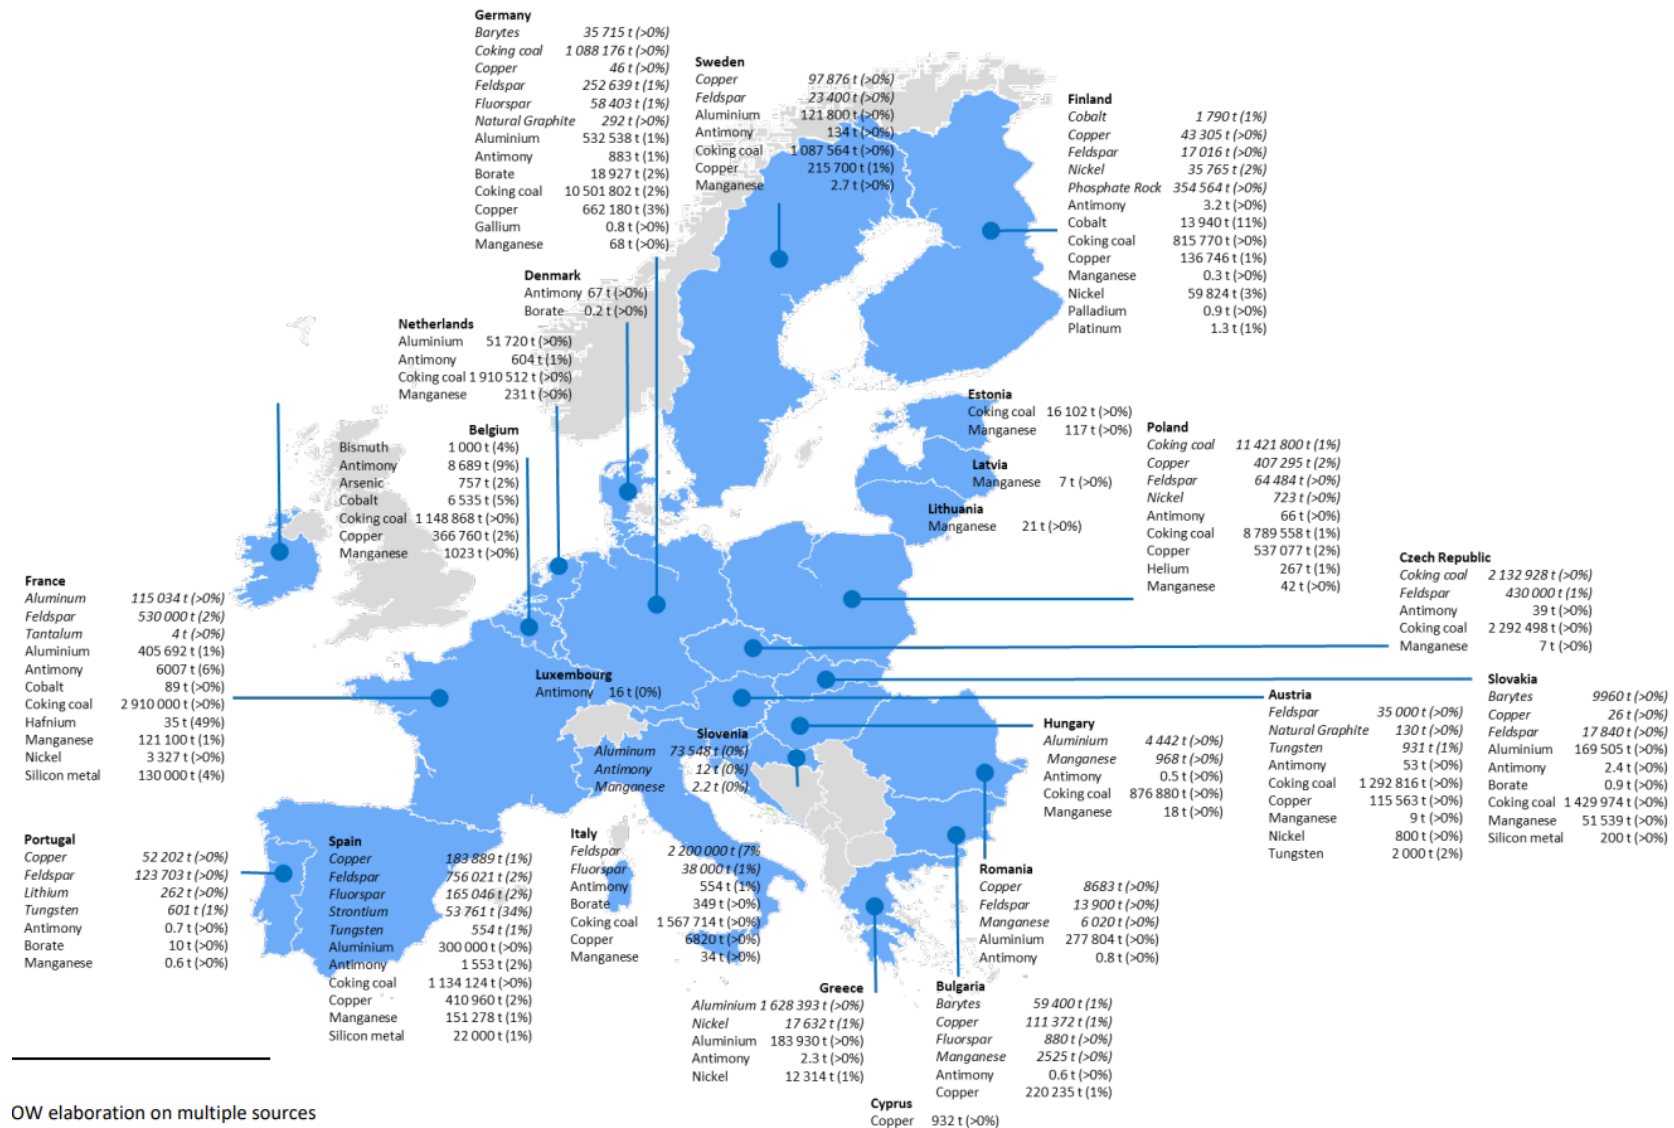 Germany
Barytes 35 715 t (>0%)
Coking coal 1 088 176 t (>0%)
Copper 46 t (>0%)
Feldspar 252 639 t (1%)
Fluorspar 58 403 t (1%)
Natural Graphite 292 t (>0%)
Aluminium 532 538 t (1%)
Antimony 883 t (1%)
Borate 18 927 t (2%)
Coking coal 10 501 802 t (2%)
Copper 662 180 t (3%)
Gallium 0.8 t (>0%)
Manganese 68 t (>0%)
Sweden
Copper 97 876 t (>0%)
Feldspar 23 400 t (>0%)
Aluminium 121 800 t (>0%)
Antimony 134 t (>0%)
Coking coal 1 087 564 t (>0%)
Copper 215 700 t (1%)
Manganese 2.7 t (>0%)
Finland
Cobalt 1 790 t (1%)
Copper 43 305 t (>0%)
Feldspar 17 016 t (>0%)
Nickel 35 765 t (2%)
Phosphate Rock 354 564 t (>0%)
Antimony 3.2 t (>0%)
Cobalt 13 940 t (11%)
Coking coal 815 770 t (>0%)
Copper 136 746 t (1%)
Manganese 0.3 t (>0%)
Nickel 59 824 t (3%)
Palladium 0.9 t (>0%)
Platinum 1.3 t (1%)
Denmark
Antimony 67 t (>0%)
Borate 0.2 t (>0%)
Netherlands
Aluminium 51 720 t (>0%)
Antimony 604 t (1%)
Coking coal 1 910 512 t (>0%)
Manganese 231 t (>0%)
Belgium
Bismuth 1 000 t (4%)
Antimony 8 689 t (9%)
Arsenic 757 t (2%)
Cobalt 6 535 t (5%)
Coking coal 1 148 868 t (>0%)
Copper 366 760 t (2%)
Manganese 1023 t (>0%)
Estonia
Coking coal 16 102 t (>0%)
Manganese 117 t (>0%)
Latvia
Manganese 7 t (>0%)
Lithuania
Manganese 21 t (>0%)
Poland
Coking coal 11 421 800 t (1%)
Copper 407 295 t (2%)
Feldspar 64 484 t (>0%)
Nickel 723 t (>0%)
Antimony 66 t (>0%)
Coking coal 8 789 558 t (1%)
Copper 537 077 t (2%)
Helium 267 t (1%)
Manganese 42 t (>0%)
Czech Republic
Coking coal 2 132 928 t (>0%)
Feldspar 430 000 t (1%)
Antimony 39 t (>0%)
Coking coal 2 292 498 t (>0%)
Manganese 7 t (>0%)
France
Aluminum 115 034 t (>0%)
Feldspar 530 000 t (2%)
Tantalum 4 t (>0%)
Aluminium 405 692 t (1%)
Antimony 6007 t (6%)
Cobalt 89 t (>0%)
Coking coal 2 910 000 t (>0%)
Hafnium 35 t (49%)
Manganese 121 100 t (1%)
Nickel 3 327 t (>0%)
Silicon metal 130 000 t (4%)
Luxembourg
Antimony 16 t (0%)
Slovenia
Aluminum 73 548 t (0%)
Antimony 12 t (0%)
Manganese 2.2 t (0%)
Hungary
Aluminium 4 442 t (>0%)
Manganese 968 t (>0%)
Antimony 0.5 t (>0%)
Coking coal 876 880 t (>0%)
Manganese 18 t (>0%)
Austria
Feldspar 35 000 t (>0%)
Natural Graphite 130 t (>0%)
Tungsten 931 t (1%)
Antimony 53 t (>0%)
Coking coal 1 292 816 t (>0%)
Copper 115 563 t (>0%)
Manganese 9 t (>0%)
Nickel 800 t (>0%)
Tungsten 2 000 t (2%)
Slovakia
Barytes 9960 t (>0%)
Copper 26 t (>0%)
Feldspar 17 840 t (>0%)
Aluminium 169 505 t (>0%)
Antimony 2.4 t (>0%)
Borate 0.9 t (>0%)
Coking coal 1 429 974 t (>0%)
Manganese 51 539 t (>0%)
Silicon metal 200 t (>0%)
Portugal
Copper 52 202 t (>0%)
Feldspar 123 703 t (>0%)
Lithium 262 t (>0%)
Tungsten 601 t (1%)
Antimony 0.7 t (>0%)
Borate 10 t (>0%)
Manganese 0.6 t (>0%)
Spain
Copper 183 889 t (1%)
Feldspar 756 021 t (2%)
Fluorspar 165 046 t (2%)
Strontium 53 761 t (34%)
Tungsten 554 t (1%)
Aluminium 300 000 t (>0%)
Antimony 1 553 t (2%)
Coking coal 1 134 124 t (>0%)
Copper 410 960 t (2%)
Manganese 151 278 t (1%)
Silicon metal 22 000 t (1%)
Italy
Feldspar 2 200 000 t (7%
Fluorspar 38 000 t (1%)
Antimony 554 t (1%)
Borate 349 t (>0%)
Coking coal 1 567 714 t (>0%)
Copper 6820 t (>0%)
Manganese 34 t (>0%)
Romania
Copper 8683 t (>0%)
Feldspar 13 900 t (>0%)
Manganese 6 020 t (>0%)
Aluminium 277 804 t (>0%)
Antimony 0.8 t (>0%)
Greece
Aluminium 1 628 393 t (>0%)
Nickel 17 632 t (1%)
Aluminium 183 930 t (>0%)
Antimony 2.3 t (>0%)
Nickel 12 314 t (1%)
Bulgaria
Barytes 59 400 t (1%)
Copper 111 372 t (1%)
Fluorspar 880 t (>0%)
Manganese 2525 t (>0%)
Antimony 0.6 t (>0%)
Copper 220 235 t (1%)
Cyprus
Copper 932 t (>0%)
OW elaboration on multiple sources